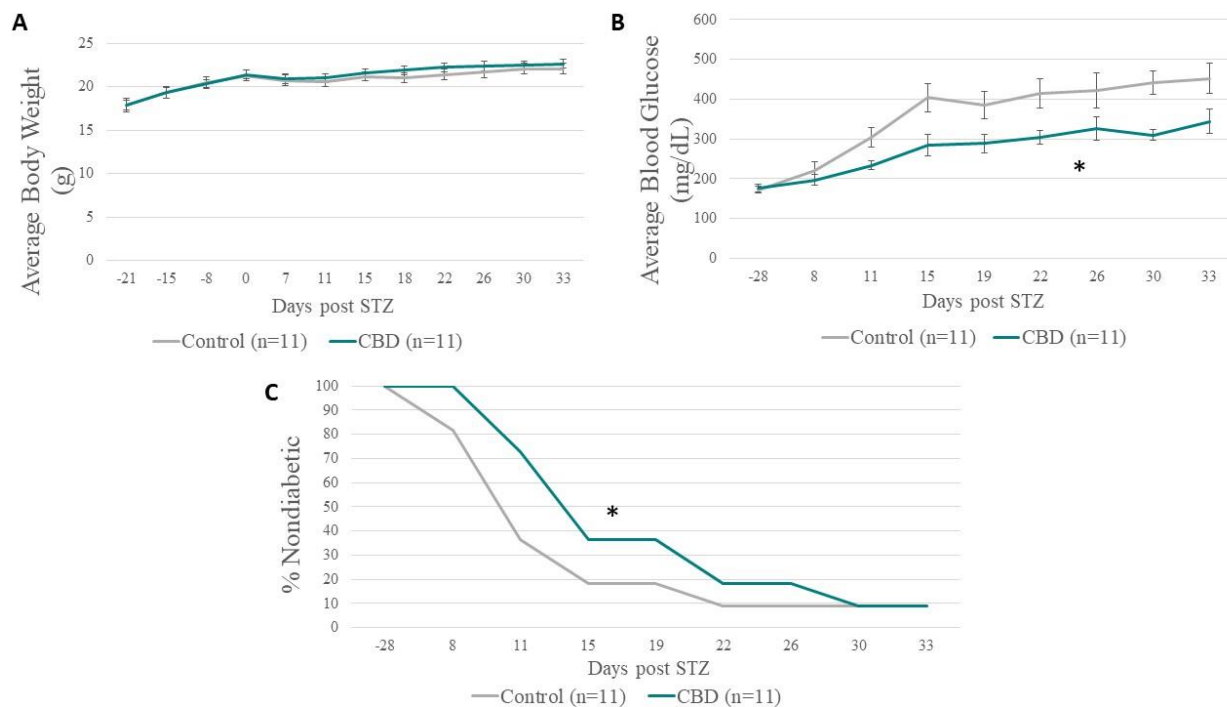 A
Average Body Weight
(g)
25
20
15
10
5
0
-21 -15 -8 0 7 11 15 18 22 26 30 33
Days post STZ
Control (n=11) CBD (n=11)
B
Average Blood Glucose
(mg/dL)
600
500
400
300
200
100
0
*
-28 8 11 15 19 22 26 30 33
Days post STZ
Control (n=11) CBD (n=11)
C
% Nondiabetic
100
90
80
70
60
50
40
30
20
10
0
*
-28 8 11 15 19 22 26 30 33
Days post STZ
Control (n=11) CBD (n=11)